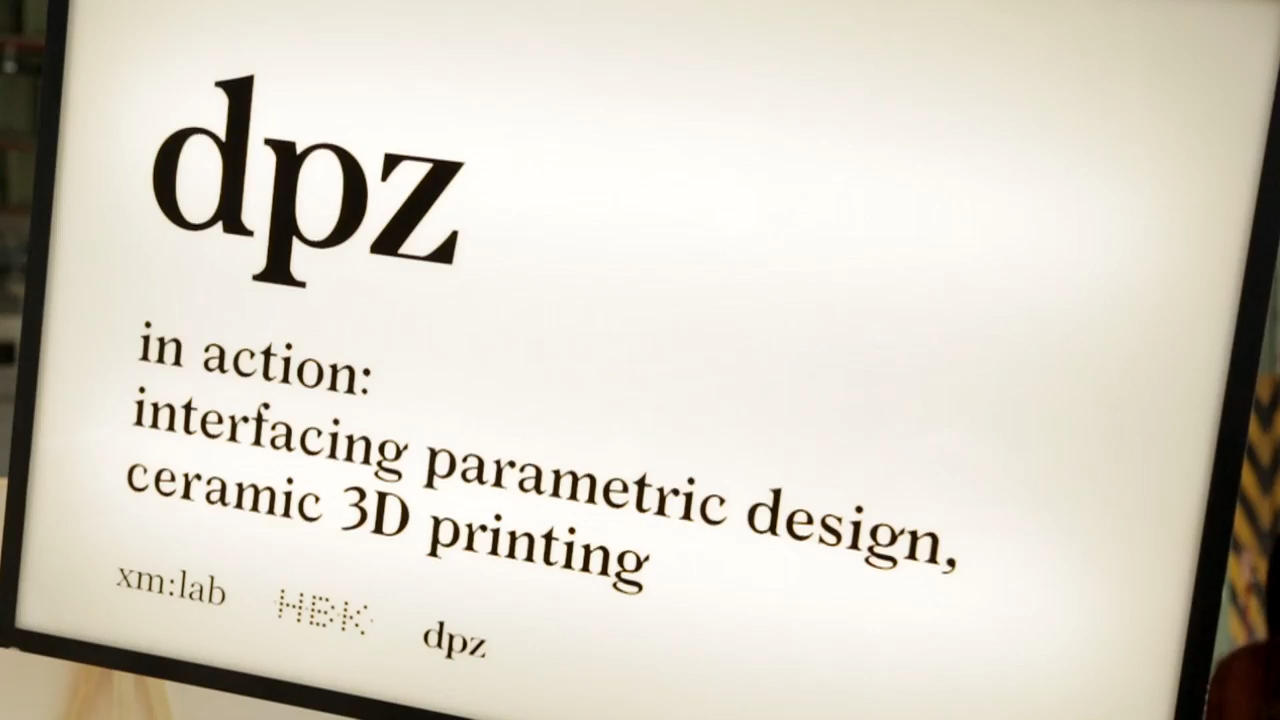 dpz
in action:
interfacing parametric design,
ceramic 3D printing
xm:lab HBK dpz